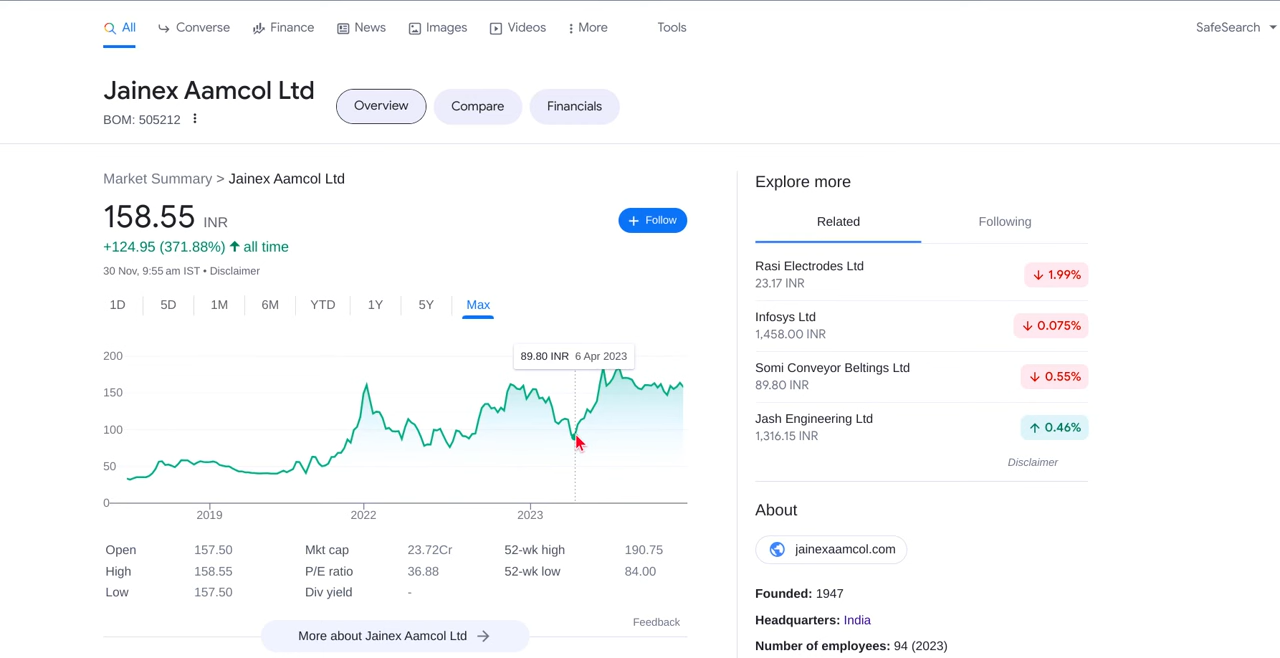 All Converse Finance News Images Videos More Tools SafeSearch
Jainex Aamcol Ltd
BOM: 505212
Overview Compare Financials
Market Summary > Jainex Aamcol Ltd
158.55 INR
+ Follow
+124.95 (371.88%) ↑ all time
30 Nov, 9:55 am IST • Disclaimer
1D 5D 1M 6M YTD 1Y 5Y Max
89.80 INR 6 Apr 2023
200
150
100
50
0
2019 2022 2023
Open 157.50 Mkt cap 23.72Cr 52-wk high 190.75
High 158.55 P/E ratio 36.88 52-wk low 84.00
Low 157.50 Div yield -
Feedback
More about Jainex Aamcol Ltd →
Explore more
Related Following
Rasi Electrodes Ltd
23.17 INR
↓ 1.99%
Infosys Ltd
1,458.00 INR
↓ 0.075%
Somi Conveyor Beltings Ltd
89.80 INR
↓ 0.55%
Jash Engineering Ltd
1,316.15 INR
↑ 0.46%
Disclaimer
About
jainexaamcol.com
Founded: 1947
Headquarters: India
Number of employees: 94 (2023)